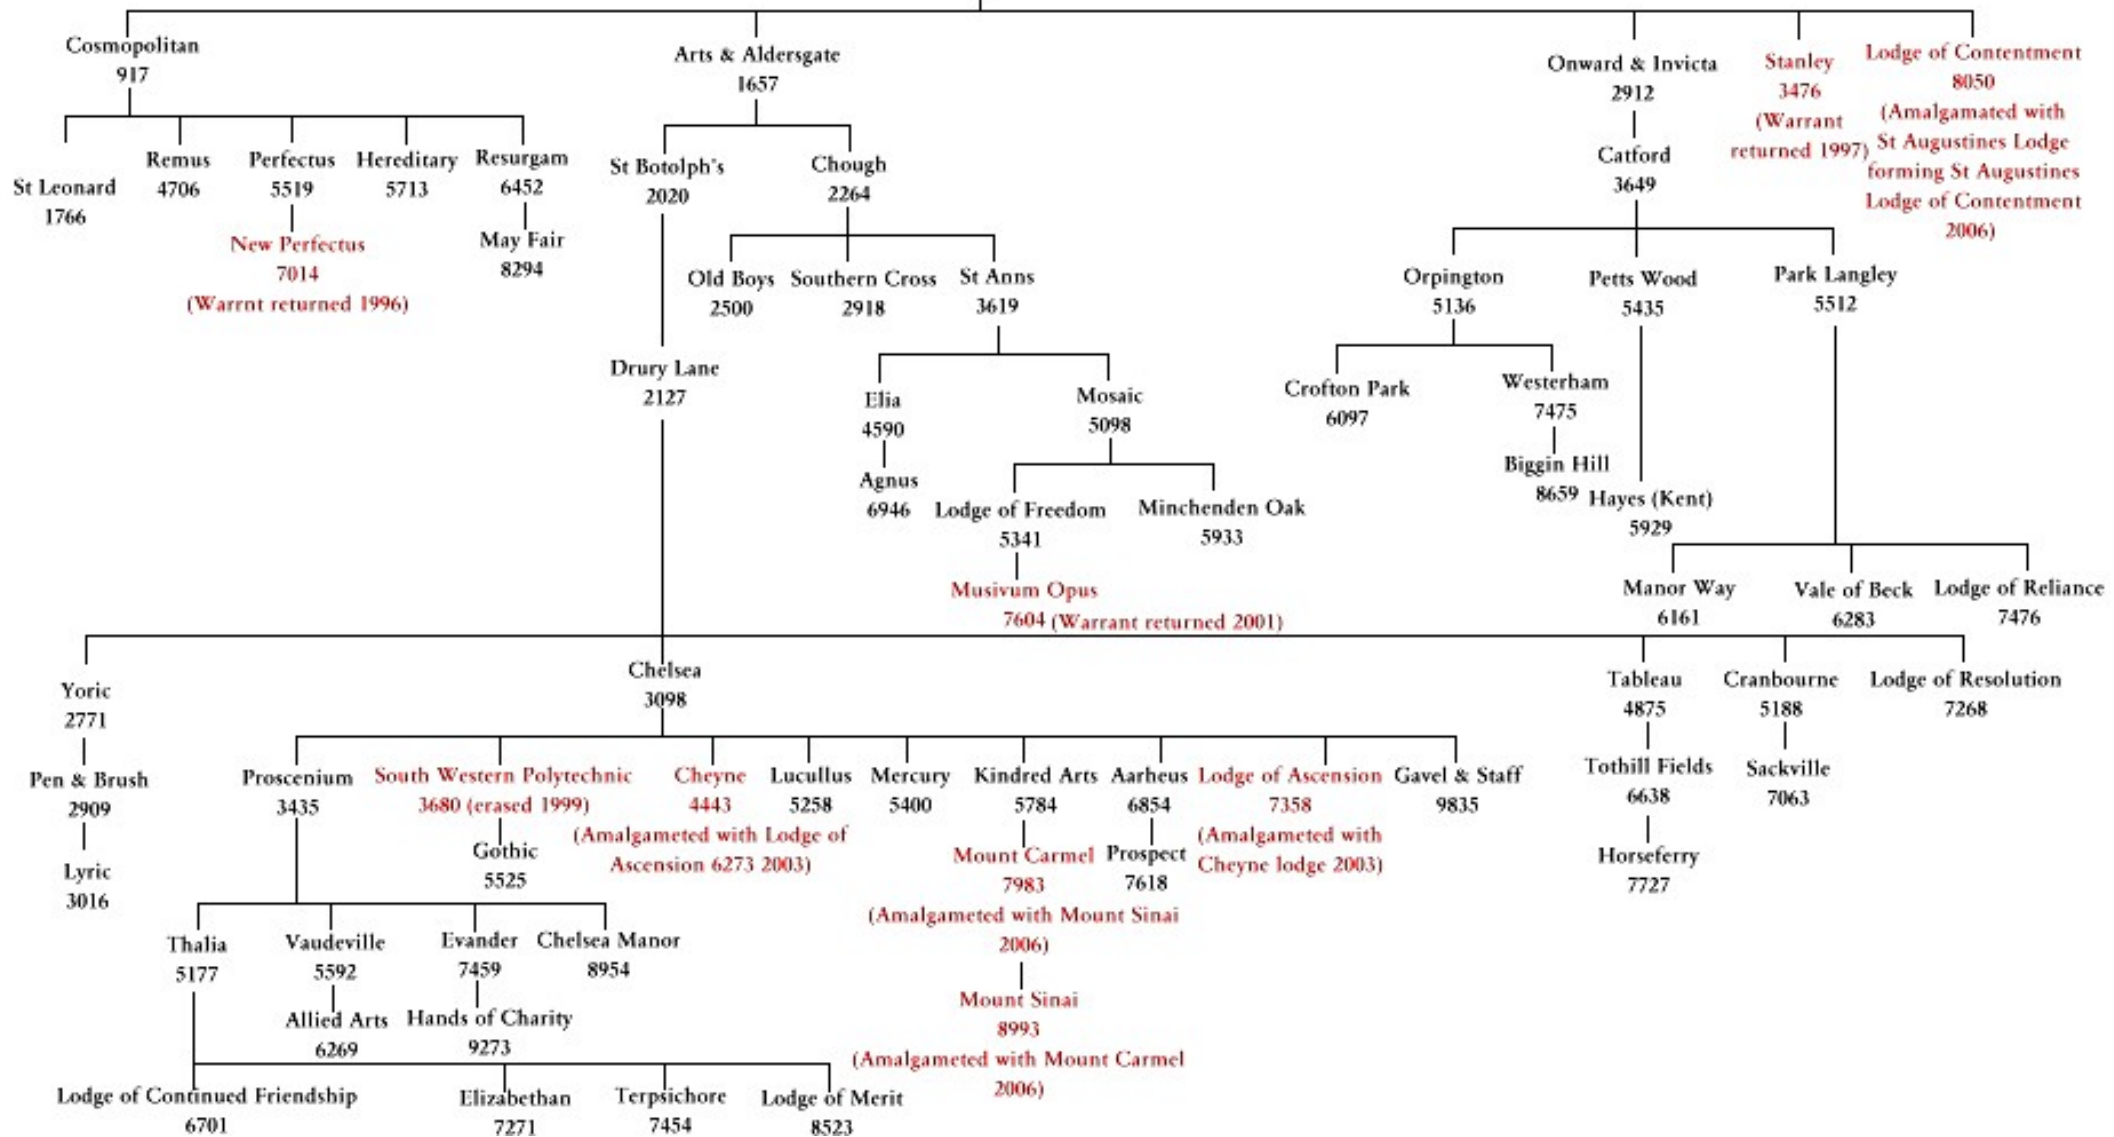 Cosmopolitan
917
Arts & Aldersgate
1657
Onward & Invicta
2912
Stanley
3476
(Warrant
returned 1997)
Lodge of Contentment
8050
(Amalgamated with
St Augustines Lodge
forming St Augustines
Lodge of Contentment
2006)
St Leonard
1766
Remus
4706
Perfectus
5519
Hereditary
5713
Resurgam
6452
New Perfectus
7014
(Warrnt returned 1996)
May Fair
8294
St Botolph's
2020
Chough
2264
Catford
3649
Old Boys
2500
Southern Cross
2918
St Anns
3619
Orpington
5136
Petts Wood
5435
Park Langley
5512
Drury Lane
2127
Elia
4590
Mosaic
5098
Crofton Park
6097
Westerham
7475
Agnus
6946
Lodge of Freedom
5341
Minchenden Oak
5933
Biggin Hill
8659
Hayes (Kent)
5929
Musivum Opus
7604 (Warrant returned 2001)
Manor Way
6161
Vale of Beck
6283
Lodge of Reliance
7476
Yoric
2771
Chelsea
3098
Tableau
4875
Cranbourne
5188
Lodge of Resolution
7268
Pen & Brush
2909
Proscenium
3435
South Western Polytechnic
3680 (erased 1999)
Cheyne
4443
(Amalgameted with Lodge of
Ascension 6273 2003)
Lucullus
5258
Mercury
5400
Kindred Arts
5784
Aarheus
6854
Lodge of Ascension
7358
(Amalgameted with
Cheyne lodge 2003)
Gavel & Staff
9835
Tothill Fields
6638
Sackville
7063
Lyric
3016
Gothic
5525
Mount Carmel
7983
(Amalgameted with Mount Sinai
2006)
Prospect
7618
Horseferry
7727
Thalia
5177
Vaudeville
5592
Evander
7459
Chelsea Manor
8954
Allied Arts
6269
Hands of Charity
9273
Mount Sinai
8993
(Amalgameted with Mount Carmel
2006)
Lodge of Continued Friendship
6701
Elizabethan
7271
Terpsichore
7454
Lodge of Merit
8523